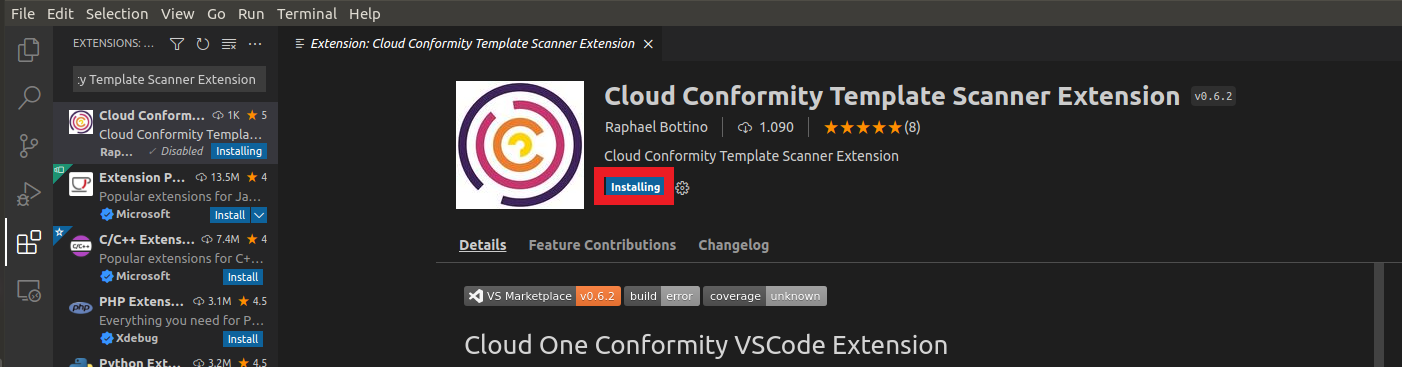 File Edit Selection View Go Run Terminal Help
EXTENSIONS: ...
Extension: Cloud Conformity Template Scanner Extension
y Template Scanner Extension
Cloud Conform... 1K 5
Cloud Conformity Templa...
Rap... ✓ Disabled Installing
Extension P... 13.5M 4
Popular extensions for Ja...
Microsoft Install
C/C++ Extens... 7.4M 4
C/C++
Popular extensions for C+...
Microsoft Install
PHP Extens... 3.1M 4.5
php
Everything you need for P...
Xdebug Install
Python Ext... 3.2M 4.5
Cloud Conformity Template Scanner Extension v0.6.2
Raphael Bottino 1.090 ★★★★★(8)
Cloud Conformity Template Scanner Extension
Installing
Details Feature Contributions Changelog
VS Marketplace v0.6.2 build error coverage unknown
Cloud One Conformity VSCode Extension